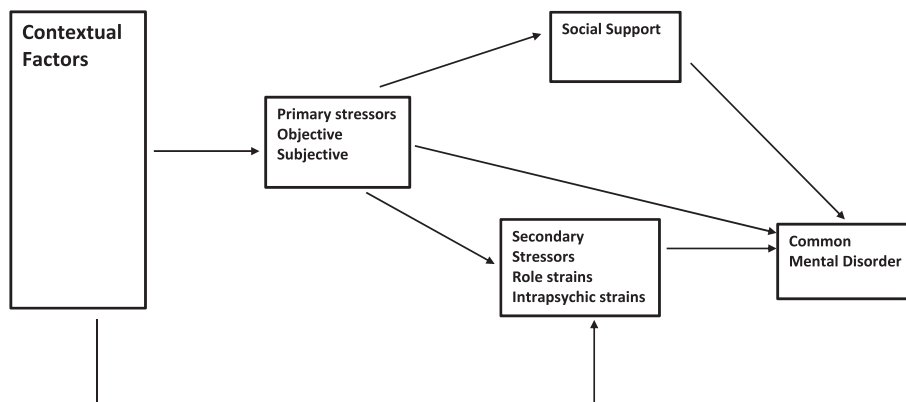 Contextual
Factors
Social Support
Primary stressors
Objective
Subjective
Secondary
Stressors
Role strains
Intrapsychic strains
Common
Mental Disorder